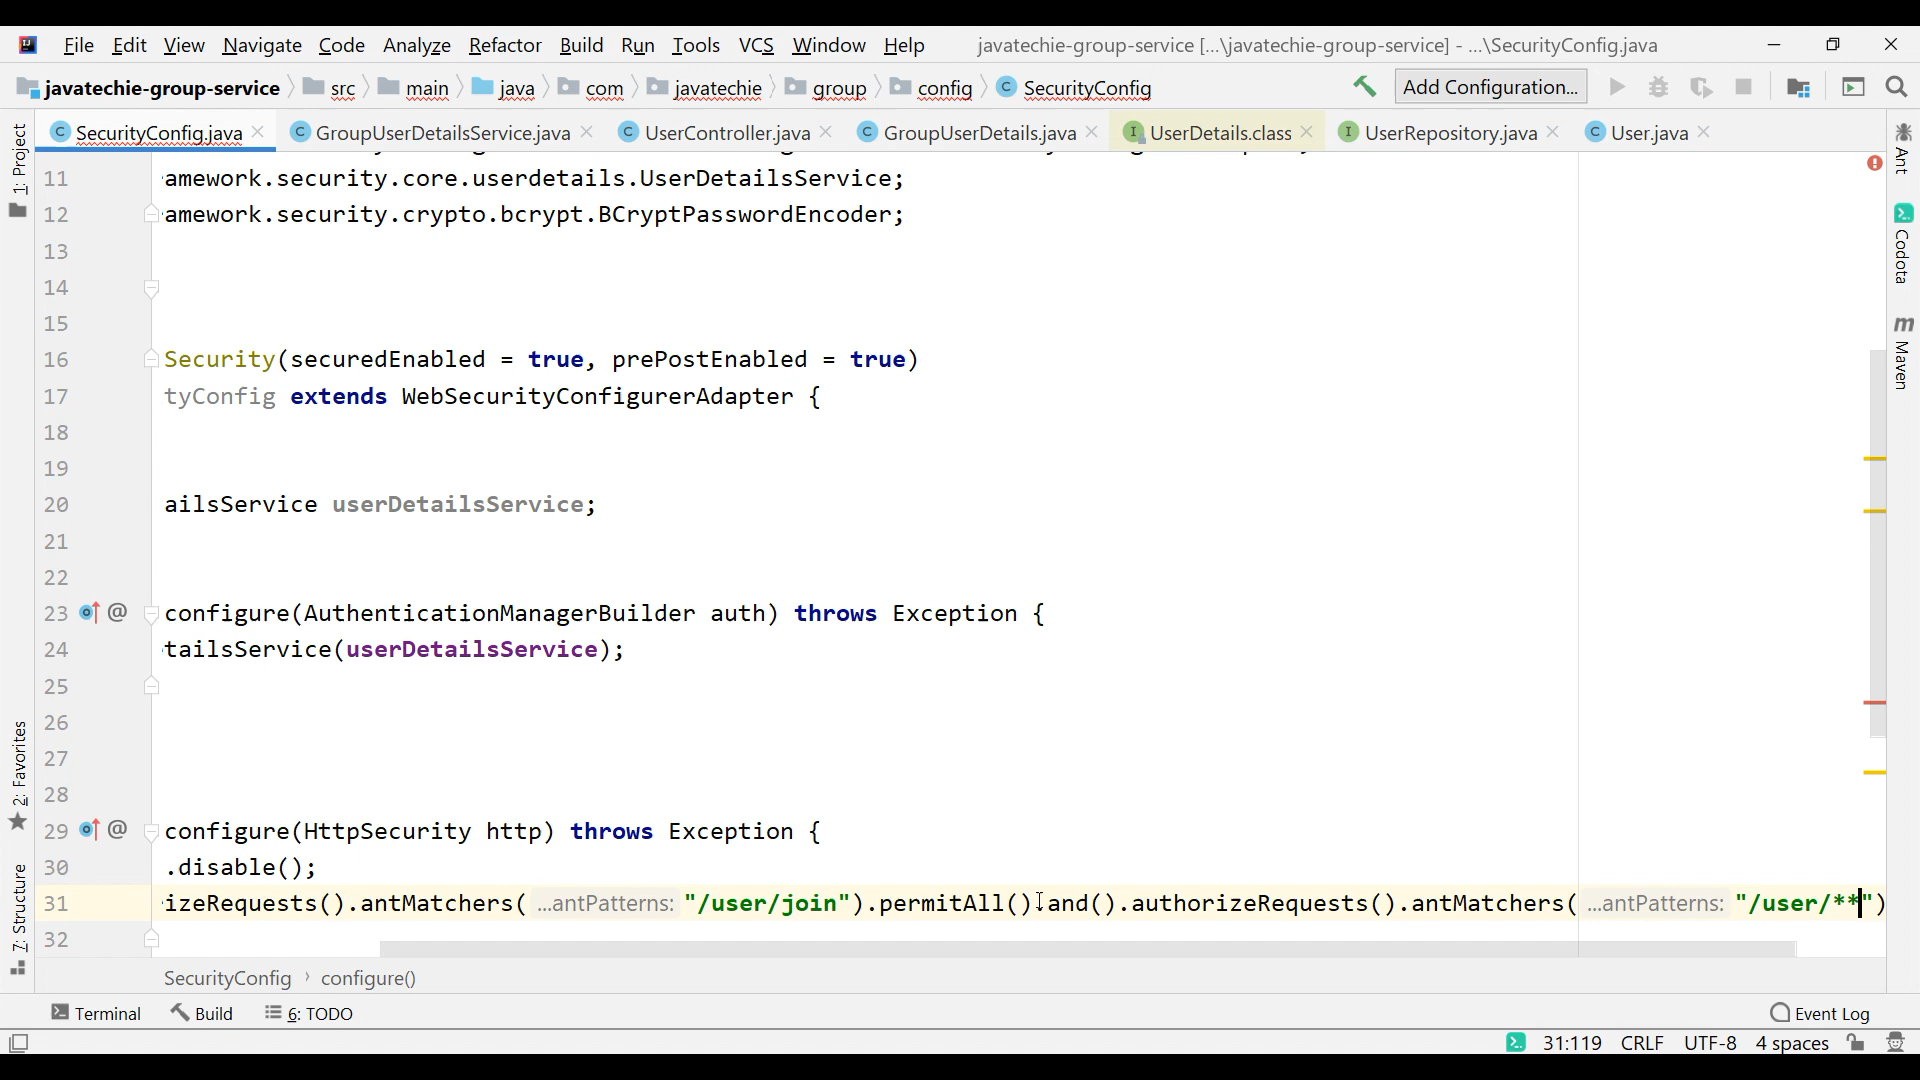 File Edit View Navigate Code Analyze Refactor Build Run Tools VCS Window Help javatechie-group-service [...\javatechie-group-service] - ...\SecurityConfig.java
javatechie-group-service src main java com javatechie group config SecurityConfig Add Configuration...
SecurityConfig.java GroupUserDetailsService.java UserController.java GroupUserDetails.java UserDetails.class UserRepository.java User.java
1: Project
2: Favorites
7: Structure
11 amework.security.core.userdetails.UserDetailsService;
12 amework.security.crypto.bcrypt.BCryptPasswordEncoder;
13
14
15
16 Security(securedEnabled = true, prePostEnabled = true)
17 tyConfig extends WebSecurityConfigurerAdapter {
18
19
20 ailsService userDetailsService;
21
22
23 @ configure(AuthenticationManagerBuilder auth) throws Exception {
24 tailsService(userDetailsService);
25
26
27
28
29 @ configure(HttpSecurity http) throws Exception {
30 .disable();
31 izeRequests().antMatchers( ...antPatterns: "/user/join").permitAll().and().authorizeRequests().antMatchers( ...antPatterns: "/user/**")
32
Ant
Codota
m Maven
SecurityConfig › configure()
Terminal Build 6: TODO Event Log
31:119 CRLF UTF-8 4 spaces